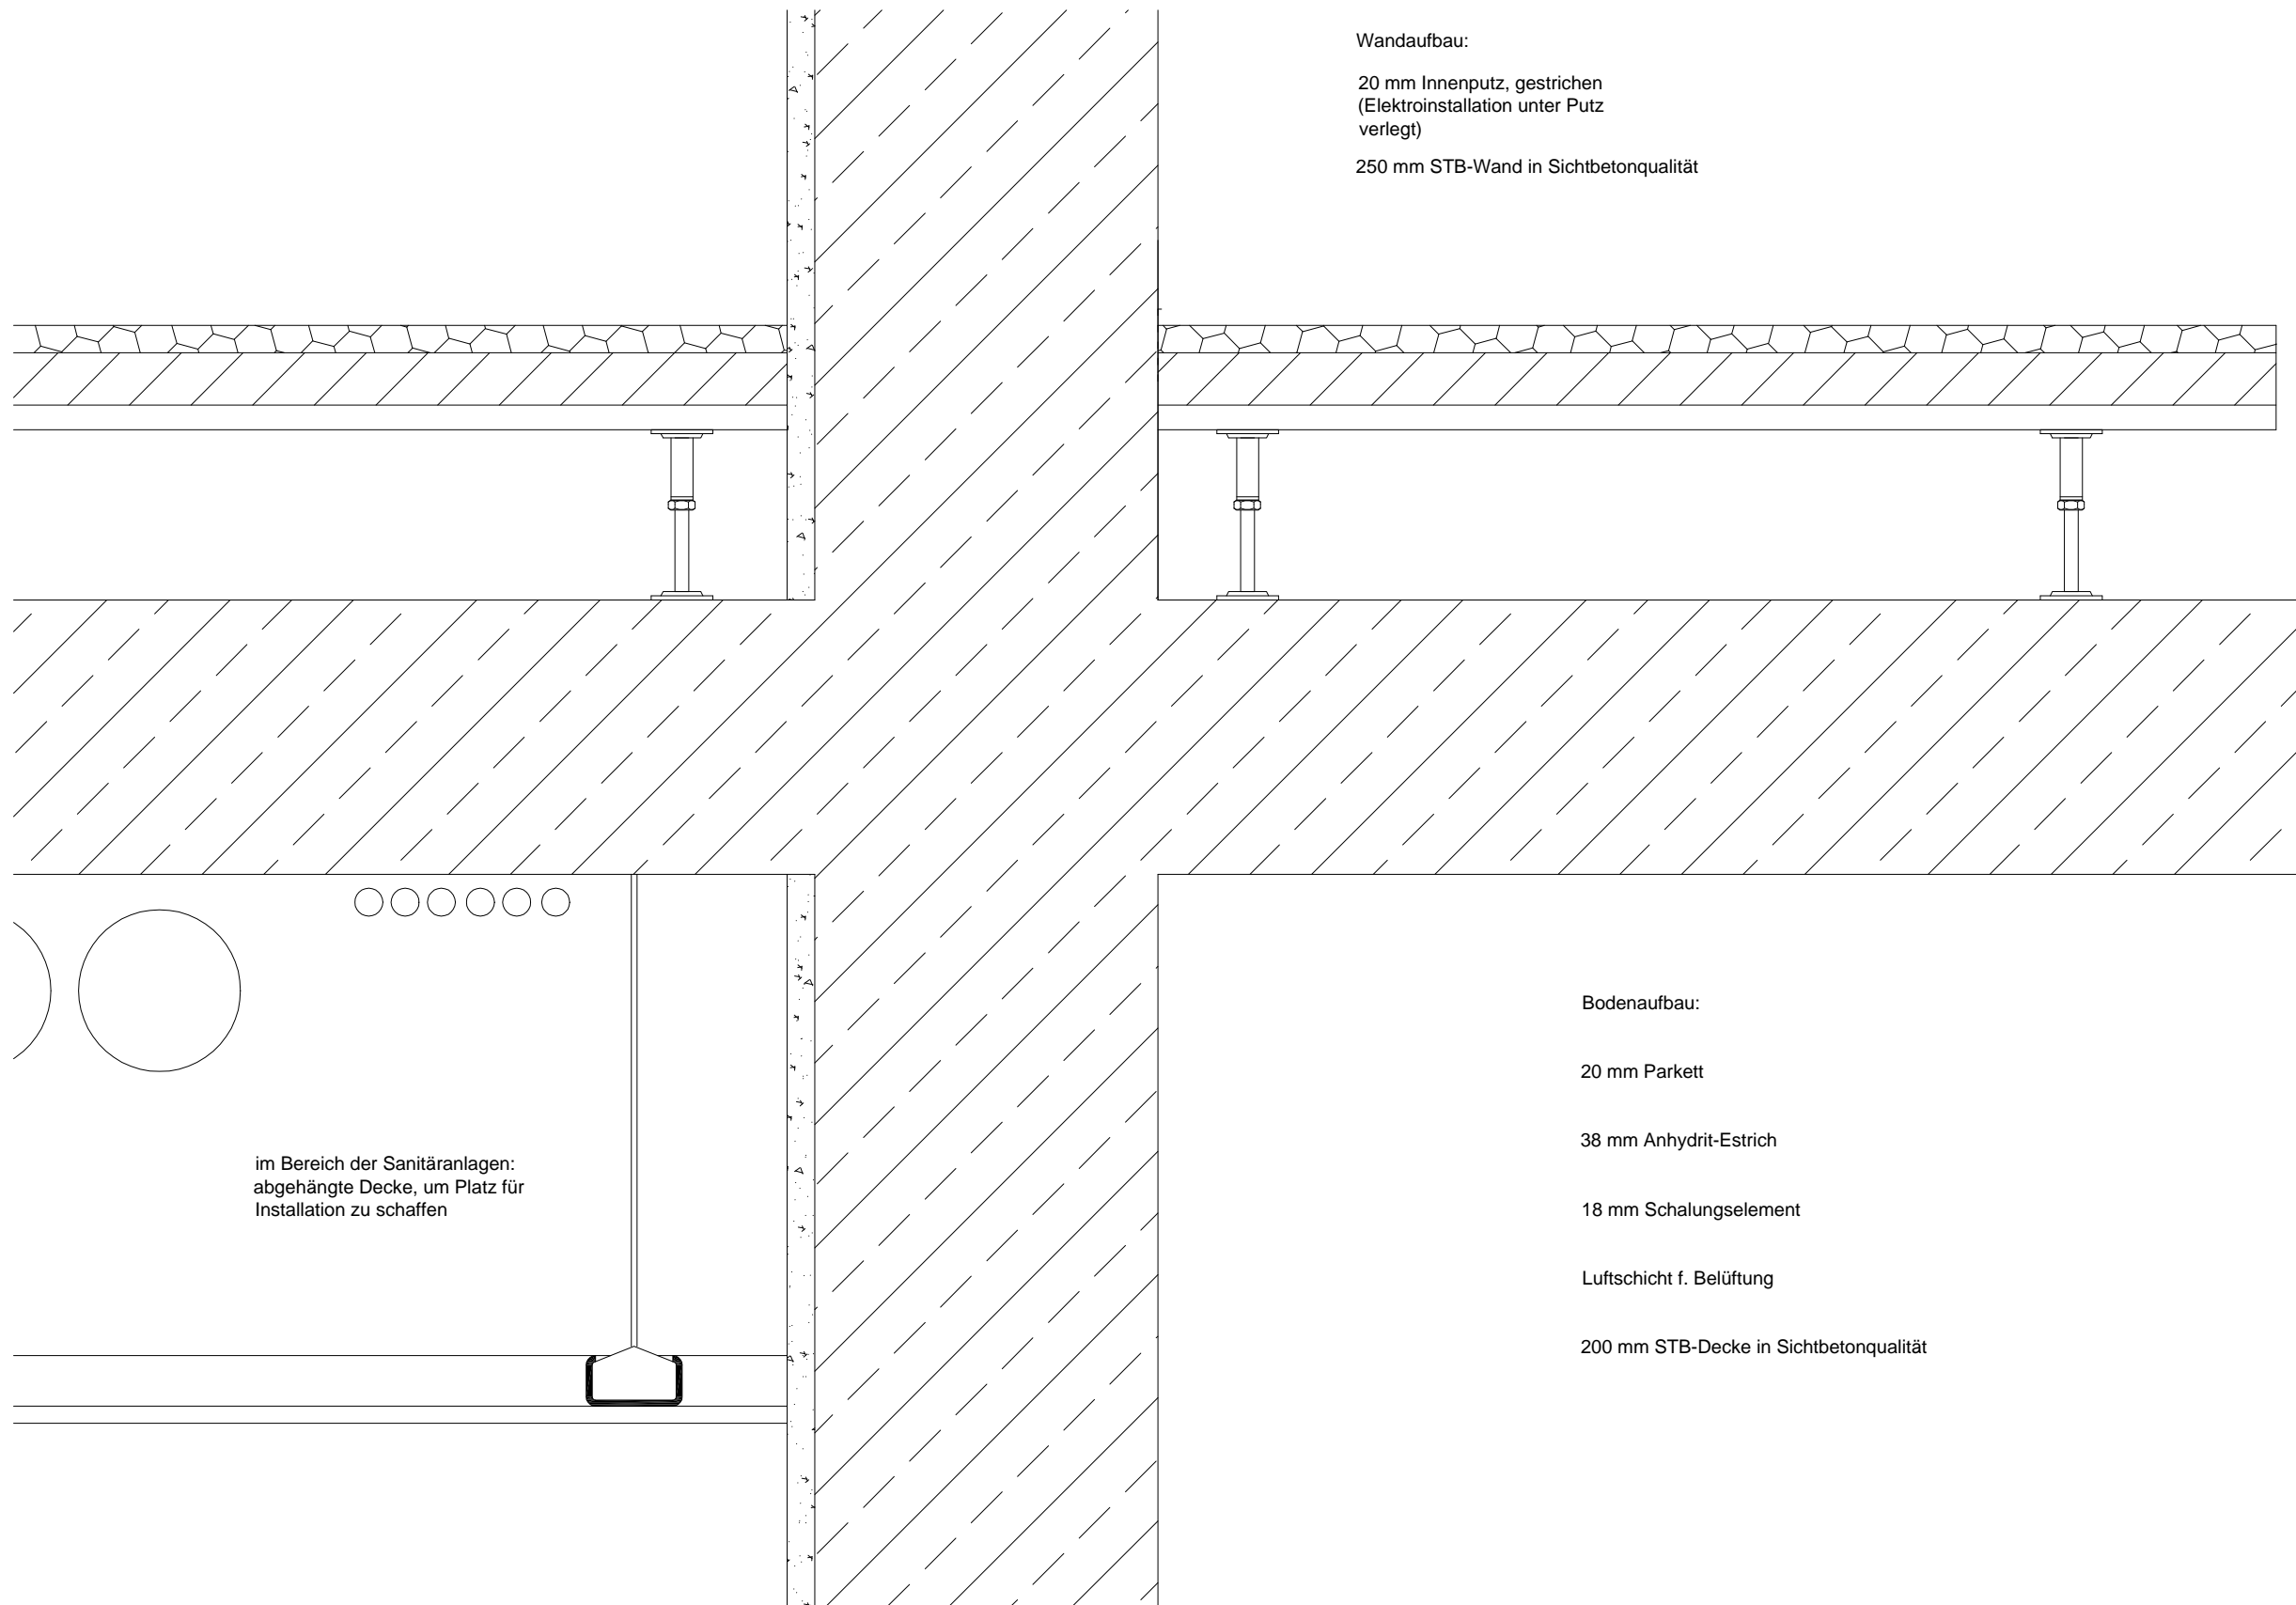 Wandaufbau:
20 mm Innenputz, gestrichen
(Elektroinstallation unter Putz
verlegt)
250 mm STB-Wand in Sichtbetonqualität
im Bereich der Sanitäranlagen:
abgehängte Decke, um Platz für
Installation zu schaffen
Bodenaufbau:
20 mm Parkett
38 mm Anhydrit-Estrich
18 mm Schalungselement
Luftschicht f. Belüftung
200 mm STB-Decke in Sichtbetonqualität